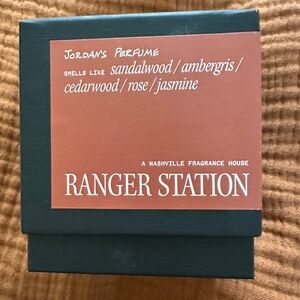 Jordan's Perfume
SMELLS LIKE sandalwood / ambergris /
cedarwood / rose / jasmine
A NASHVILLE FRAGRANCE HOUSE
RANGER STATION